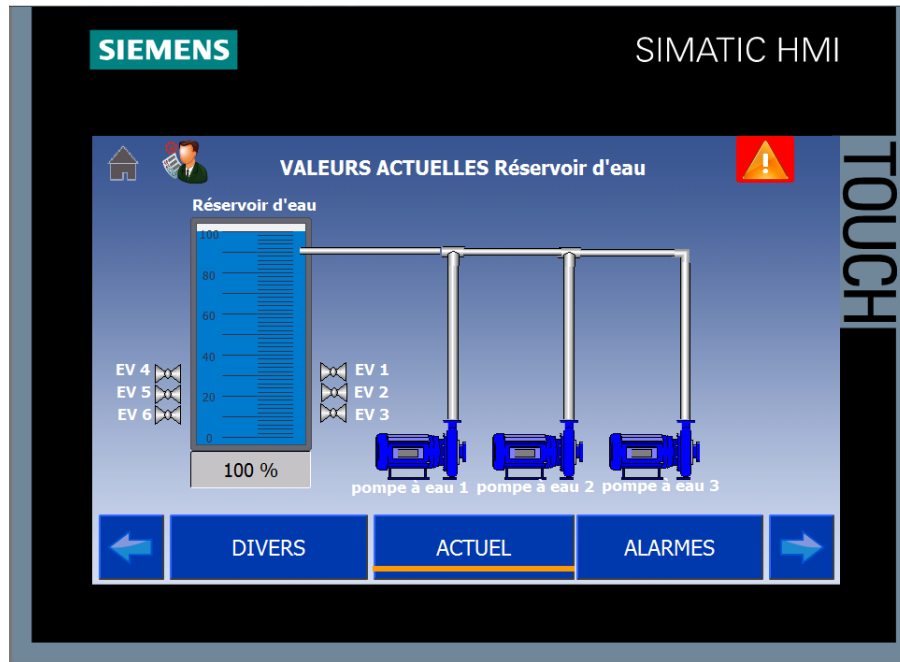 SIEMENS
SIMATIC HMI
TOUCH
VALEURS ACTUELLES Réservoir d'eau
Réservoir d'eau
100
80
60
40
20
0
EV 4
EV 5
EV 6
EV 1
EV 2
EV 3
100 %
pompe à eau 1 pompe à eau 2 pompe à eau 3
DIVERS ACTUEL ALARMES